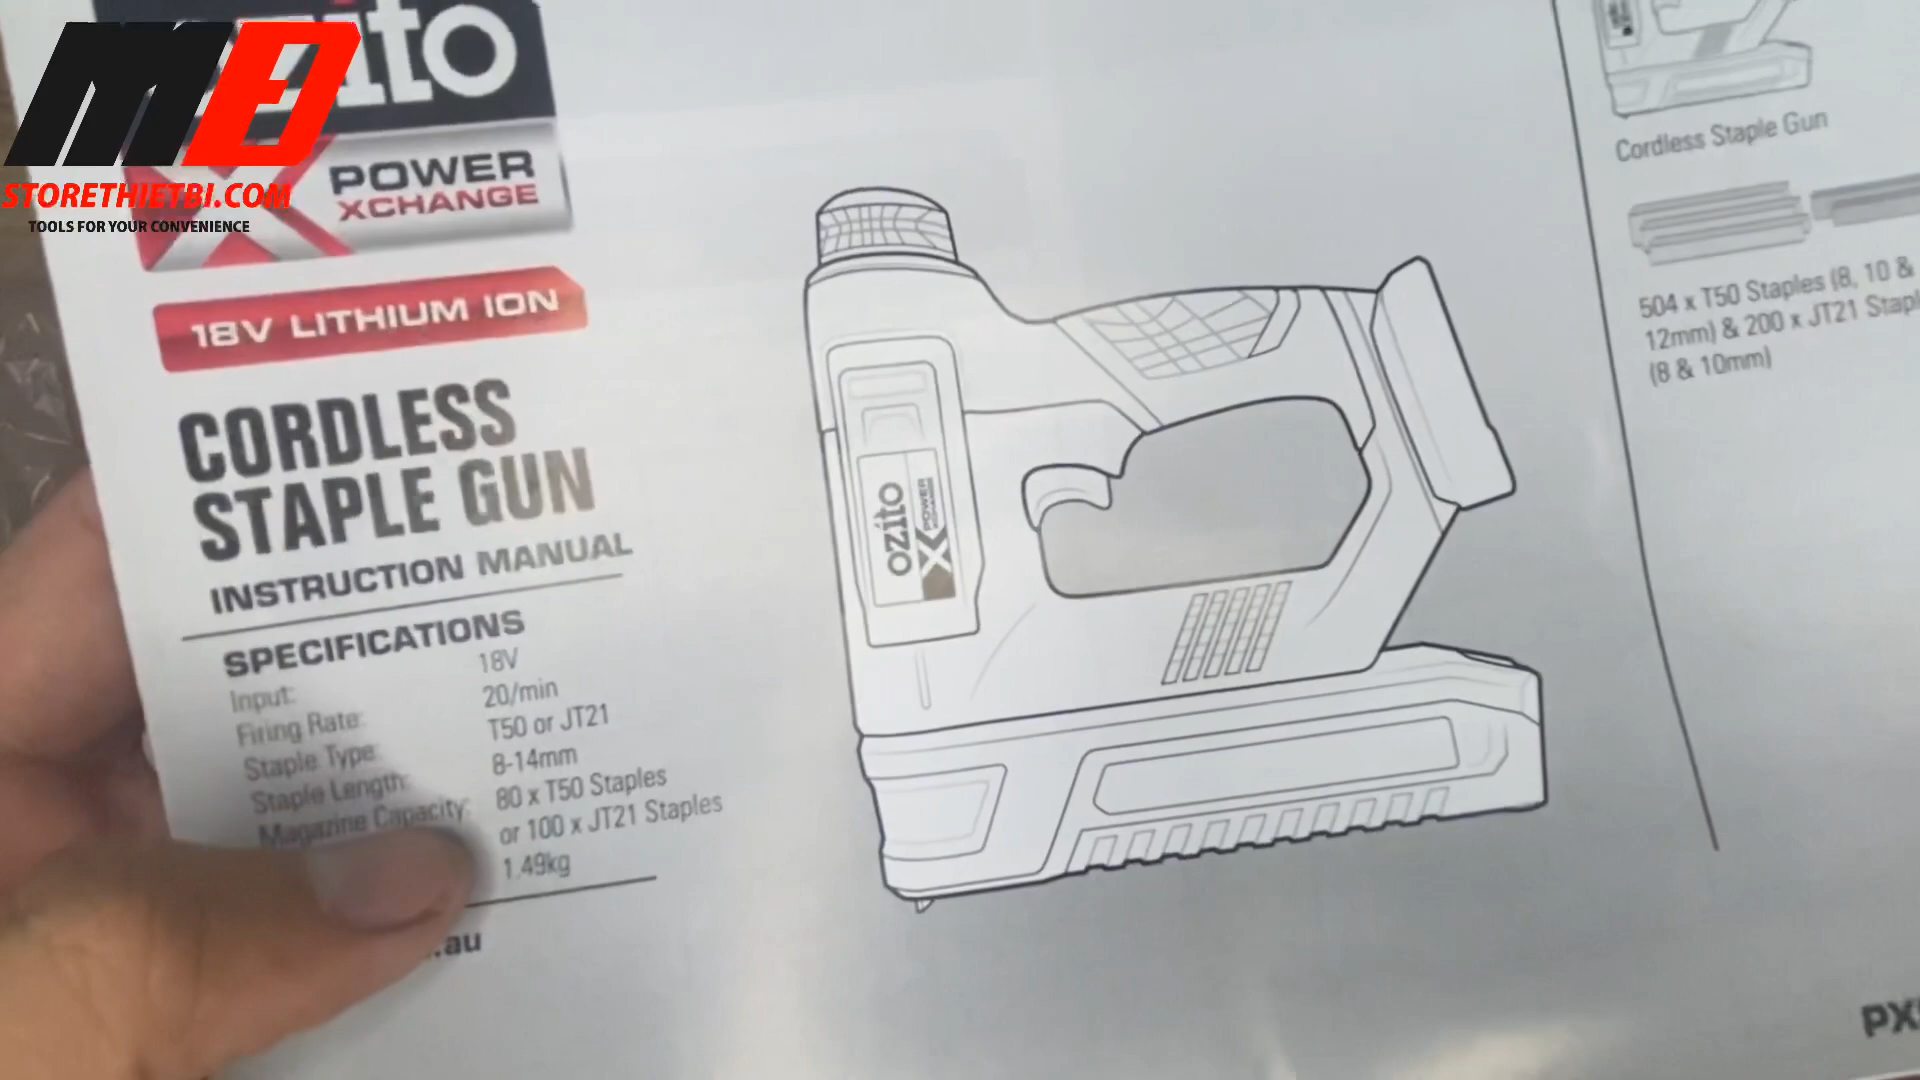 ozito
POWER
XCHANGE
STORETHIETBI.COM
TOOLS FOR YOUR CONVENIENCE
18V LITHIUM ION
CORDLESS
STAPLE GUN
INSTRUCTION MANUAL
SPECIFICATIONS
Input: 18V
Firing Rate: 20/min
Staple Type: T50 or JT21
Staple Length: 8-14mm
Magazine Capacity: 80 x T50 Staples
or 100 x JT21 Staples
1.49kg
.au
ozito
POWER
XCHANGE
Cordless Staple Gun
504 x T50 Staples (8, 10 &
12mm) & 200 x JT21
(8 & 10mm)